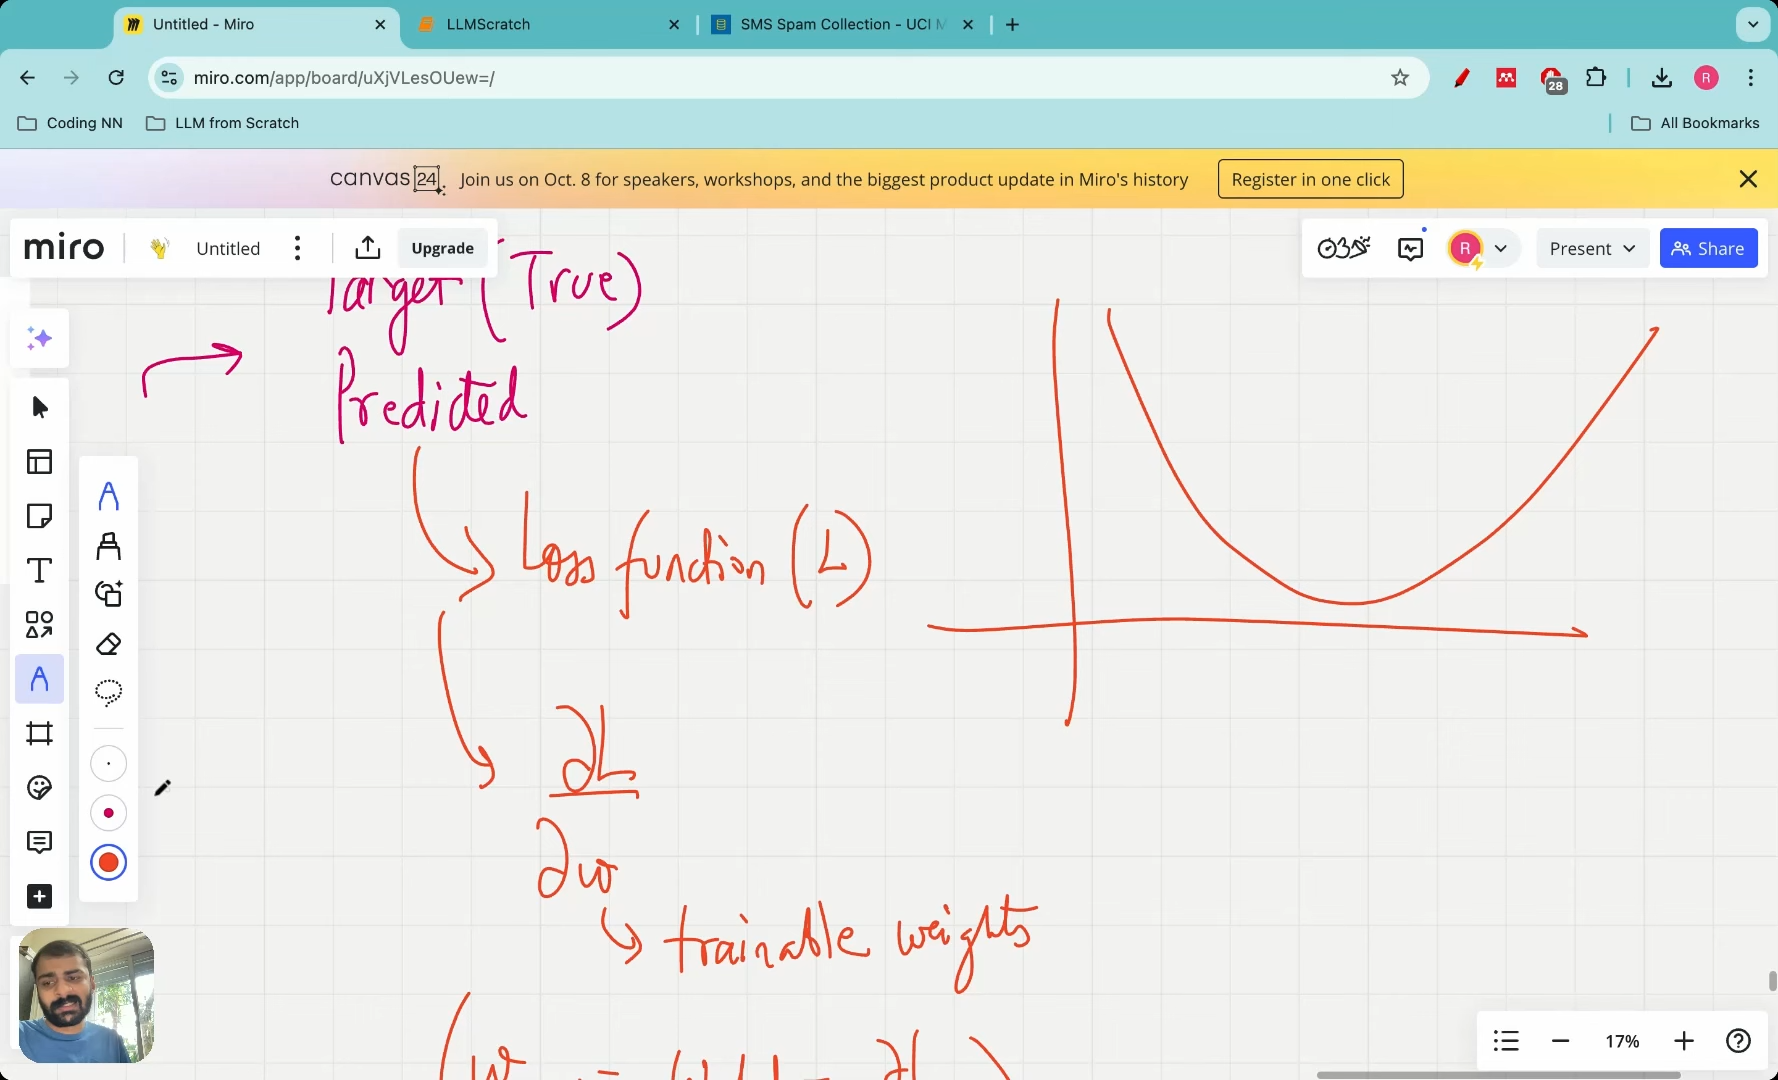 Untitled - Miro
LLMScratch
SMS Spam Collection - UCI M
miro.com/app/board/uXjVLesOUew=/
28
R
Coding NN
LLM from Scratch
All Bookmarks
canvas 24 Join us on Oct. 8 for speakers, workshops, and the biggest product update in Miro's history
Register in one click
miro
Untitled
Upgrade
R
Present
Share
Target (True)
Predicted
Loss function (L)
∂L
∂w
trainable weights
17%